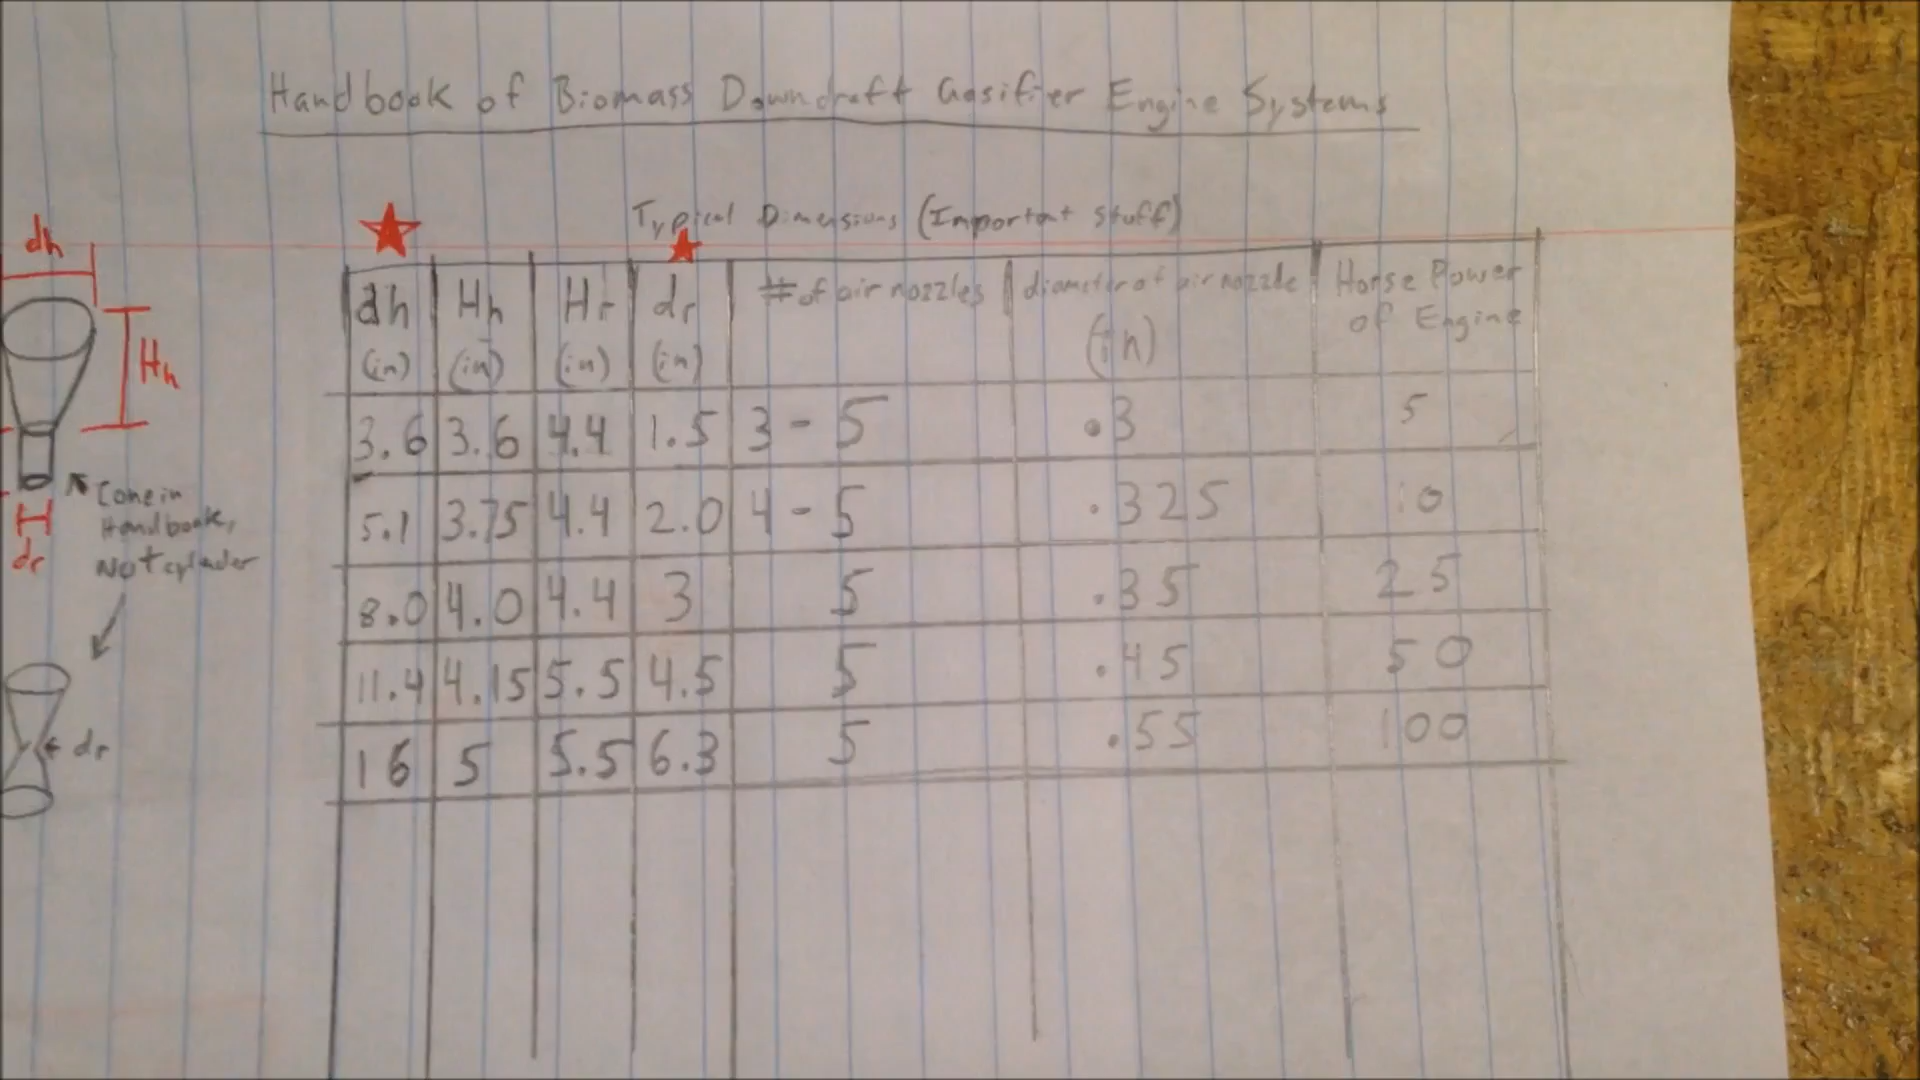 Handbook of Biomass Downdraft Gasifier Engine Systems
Typical Dimensions (Important stuff)
dh (in) Hh (in) Hr (in) dr (in) # of air nozzles diameter of air nozzle (in) Horse Power of Engine
3.6 3.6 4.4 1.5 3 - 5 .3 5
5.1 3.75 4.4 2.0 4 - 5 .325 10
8.0 4.0 4.4 3 5 .35 25
11.4 4.15 5.5 4.5 5 .45 50
16 5 5.5 6.3 5 .55 100
dh
Hh
dr
Cone in
Handbook,
Not cylader
dr